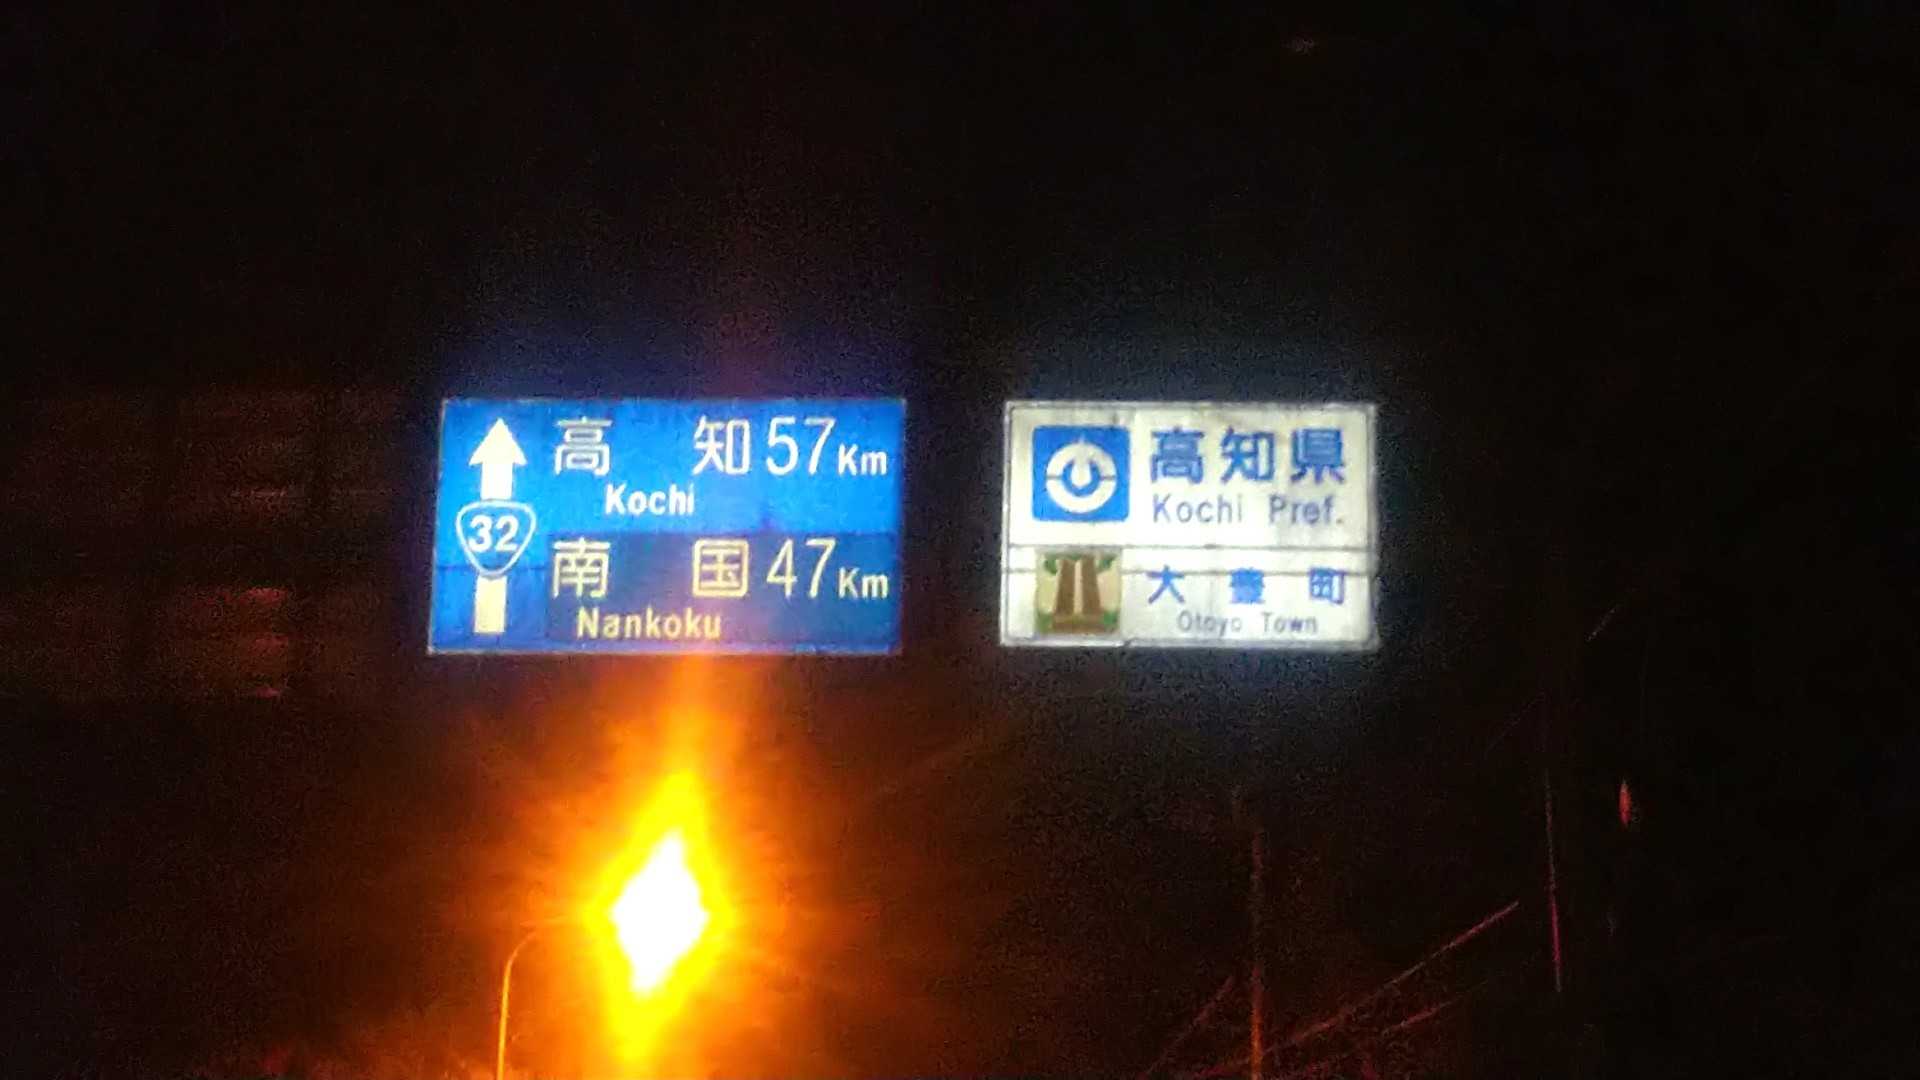 高知 57Km
Kochi
32
南国 47Km
Nankoku
高知県
Kochi Pref.
大豊町
Otoyo Town